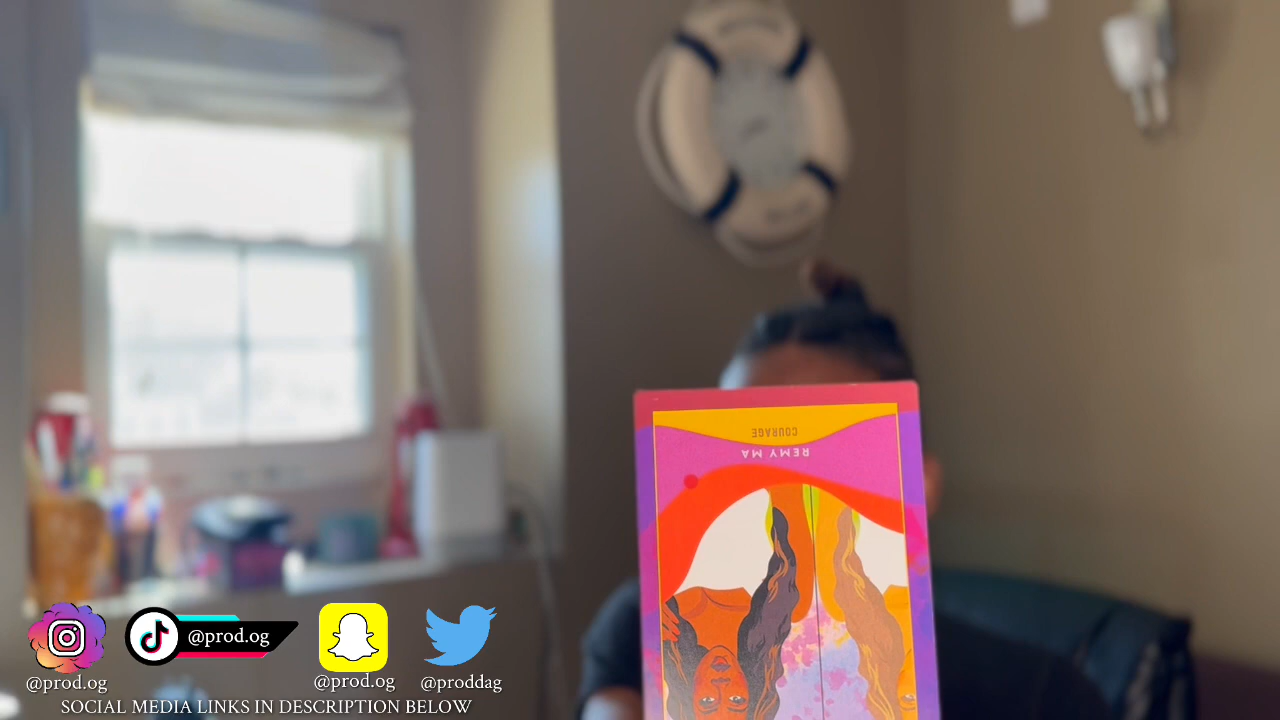 COURAGE
REMY MA
@prod.og
@prod.og
@prod.og
@proddag
SOCIAL MEDIA LINKS IN DESCRIPTION BELOW